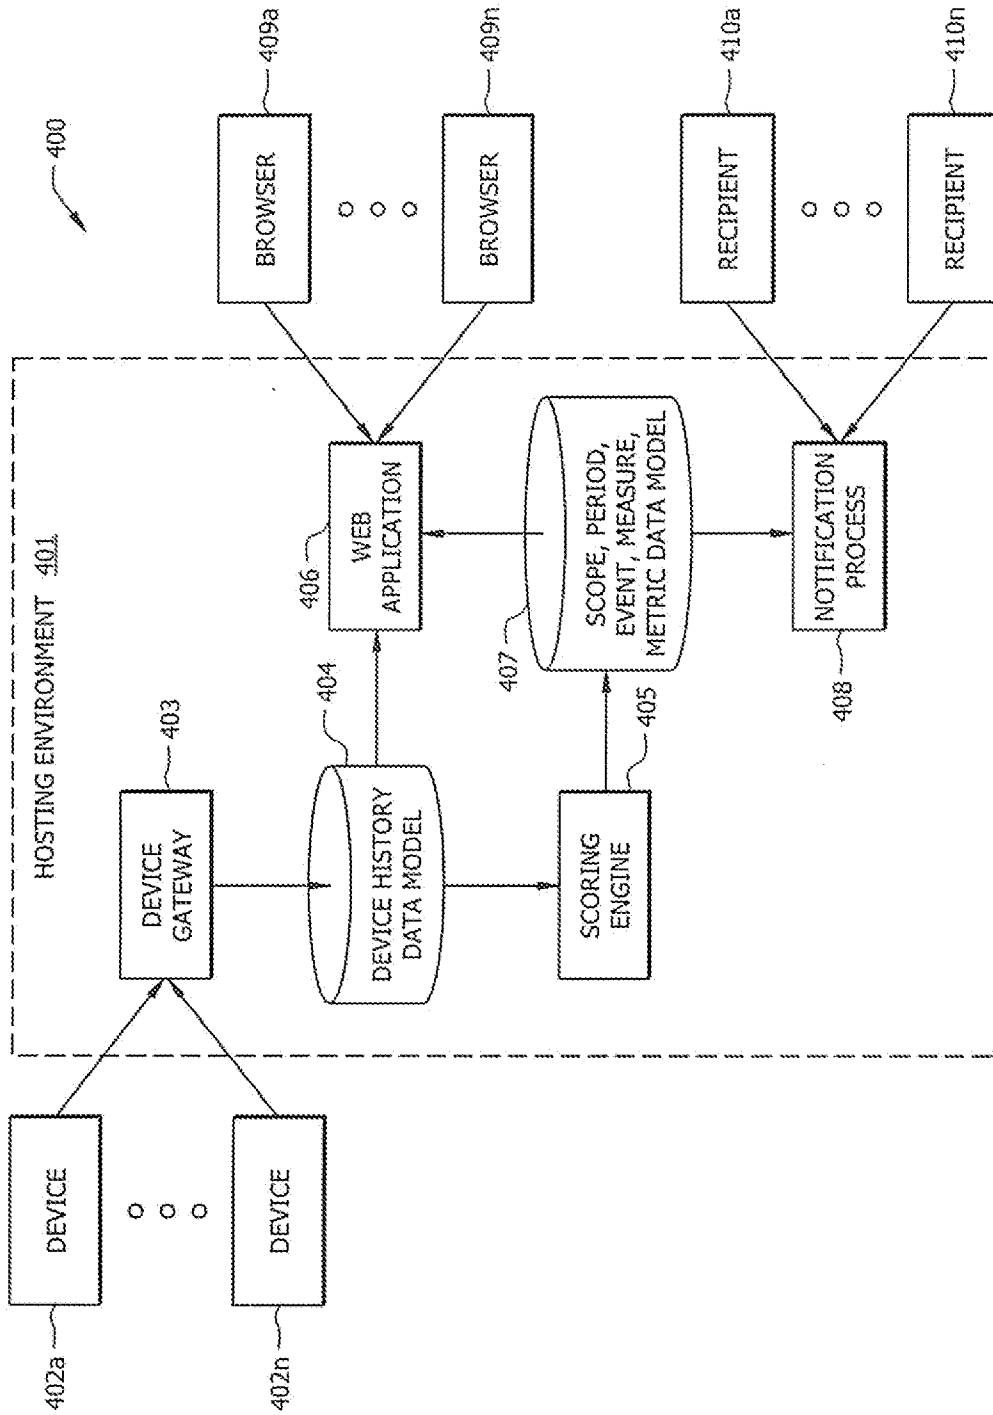 400
HOSTING ENVIRONMENT 401
402a
DEVICE
402n
DEVICE
DEVICE
GATEWAY
403
DEVICE HISTORY
DATA MODEL
404
SCORING
ENGINE
405
406
WEB
APPLICATION
407
SCOPE, PERIOD,
EVENT, MEASURE,
METRIC DATA MODEL
NOTIFICATION
PROCESS
408
BROWSER
409a
BROWSER
409n
RECIPIENT
410a
RECIPIENT
410n